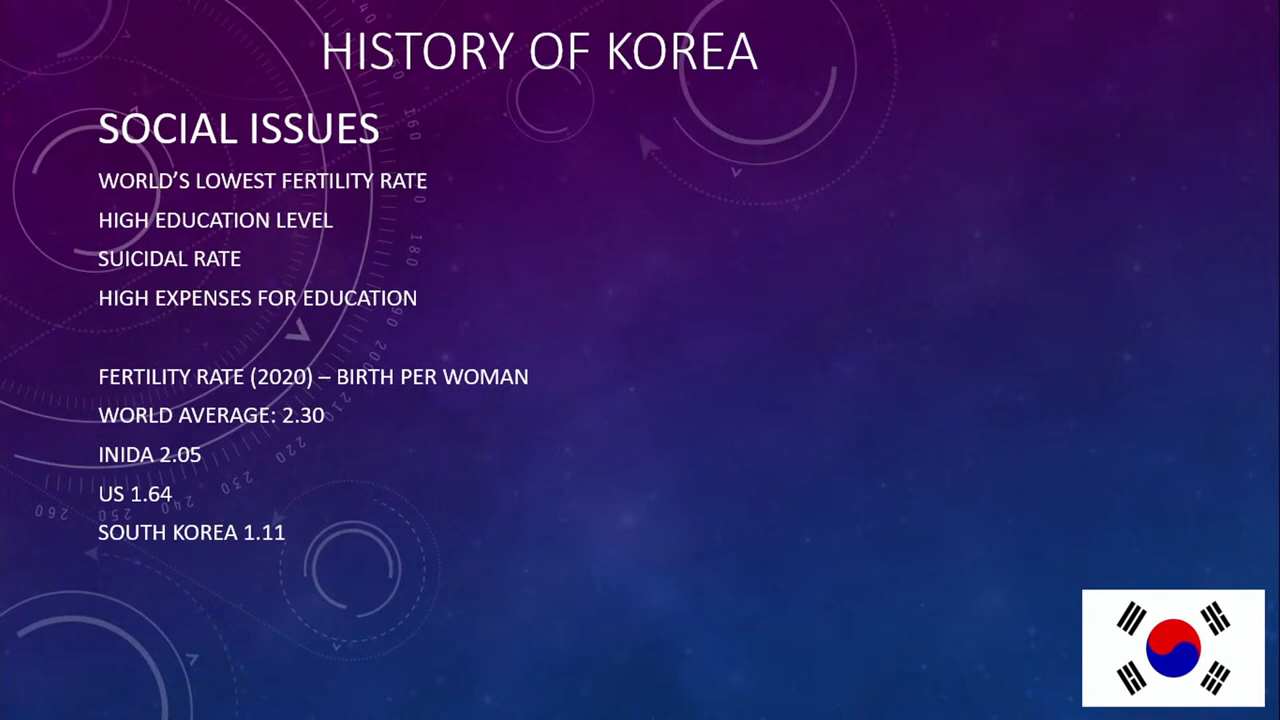 HISTORY OF KOREA
SOCIAL ISSUES
WORLD’S LOWEST FERTILITY RATE
HIGH EDUCATION LEVEL
SUICIDAL RATE
HIGH EXPENSES FOR EDUCATION
FERTILITY RATE (2020) – BIRTH PER WOMAN
WORLD AVERAGE: 2.30
INIDA 2.05
US 1.64
SOUTH KOREA 1.11